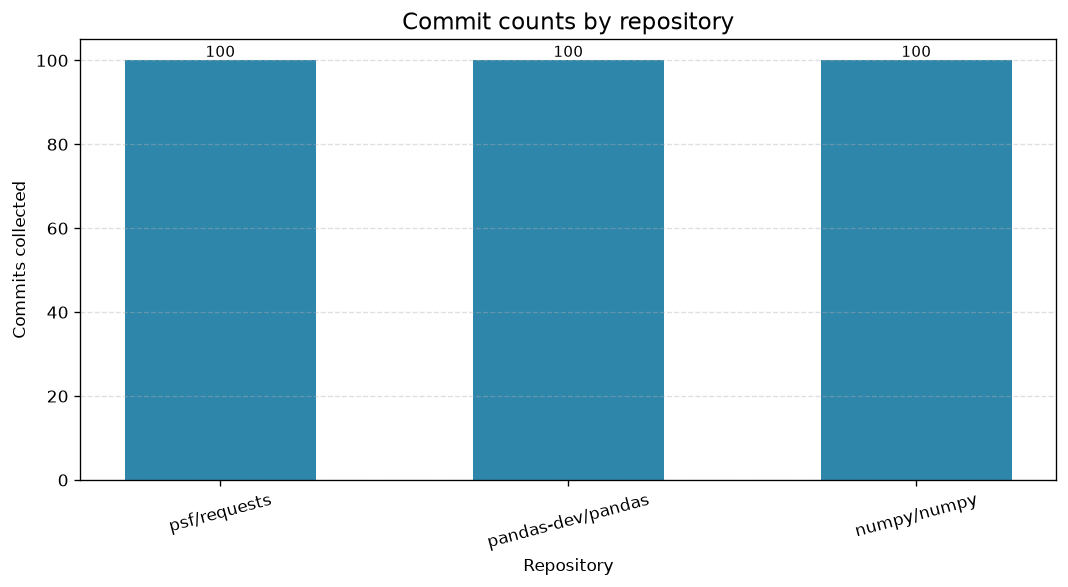 Commit counts by repository
100 100 100
100
80
60
40
20
0
Commits collected
psf/requests pandas-dev/pandas numpy/numpy
Repository